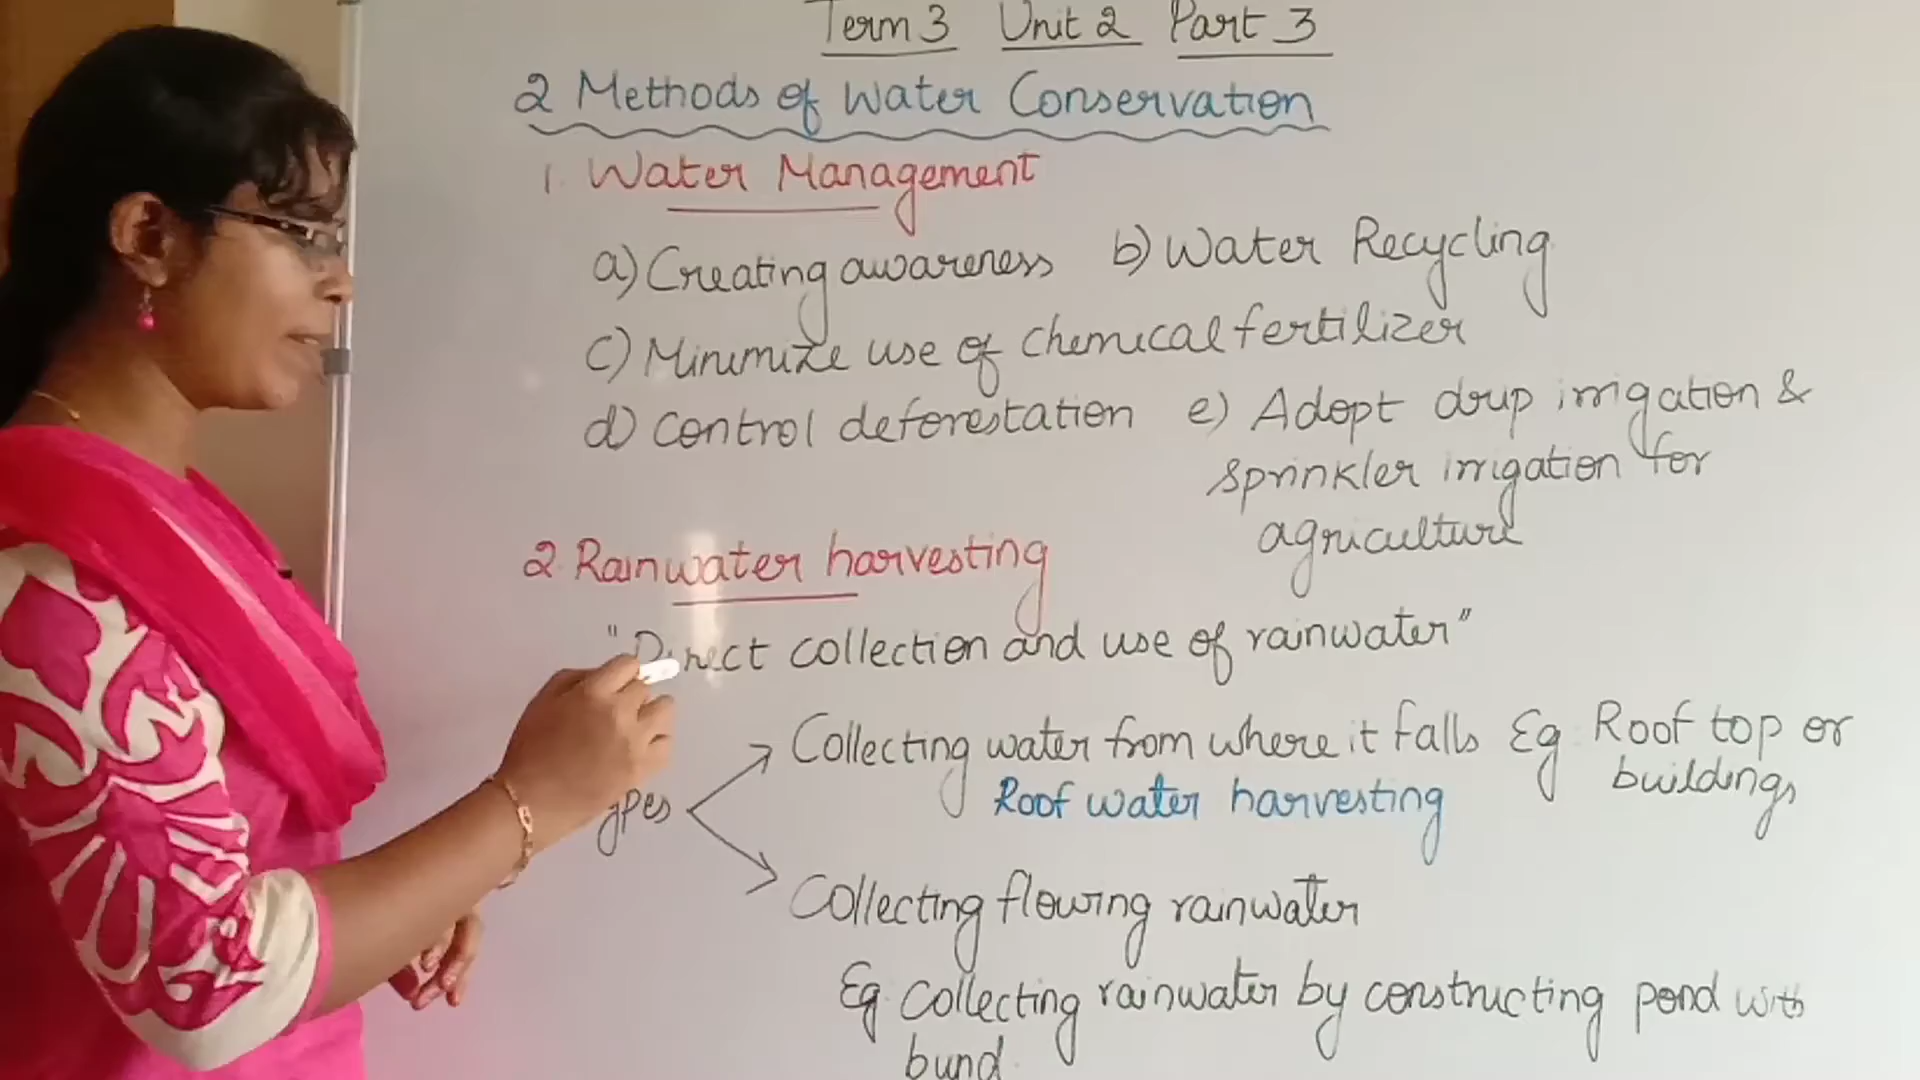 Term 3 Unit 2 Part 3
2 Methods of Water Conservation
1. Water Management
a) Creating awareness b) Water Recycling
c) Minimize use of chemical fertilizer
d) Control deforestation e) Adopt drip irrigation &
sprinkler irrigation for
agriculture
2. Rainwater harvesting
"Direct collection and use of rainwater"
Collecting water from where it falls Eg Roof top or
buildings
Roof water harvesting
ypes
Collecting flowing rainwater
Eg. Collecting rainwater by constructing pond with
bund.